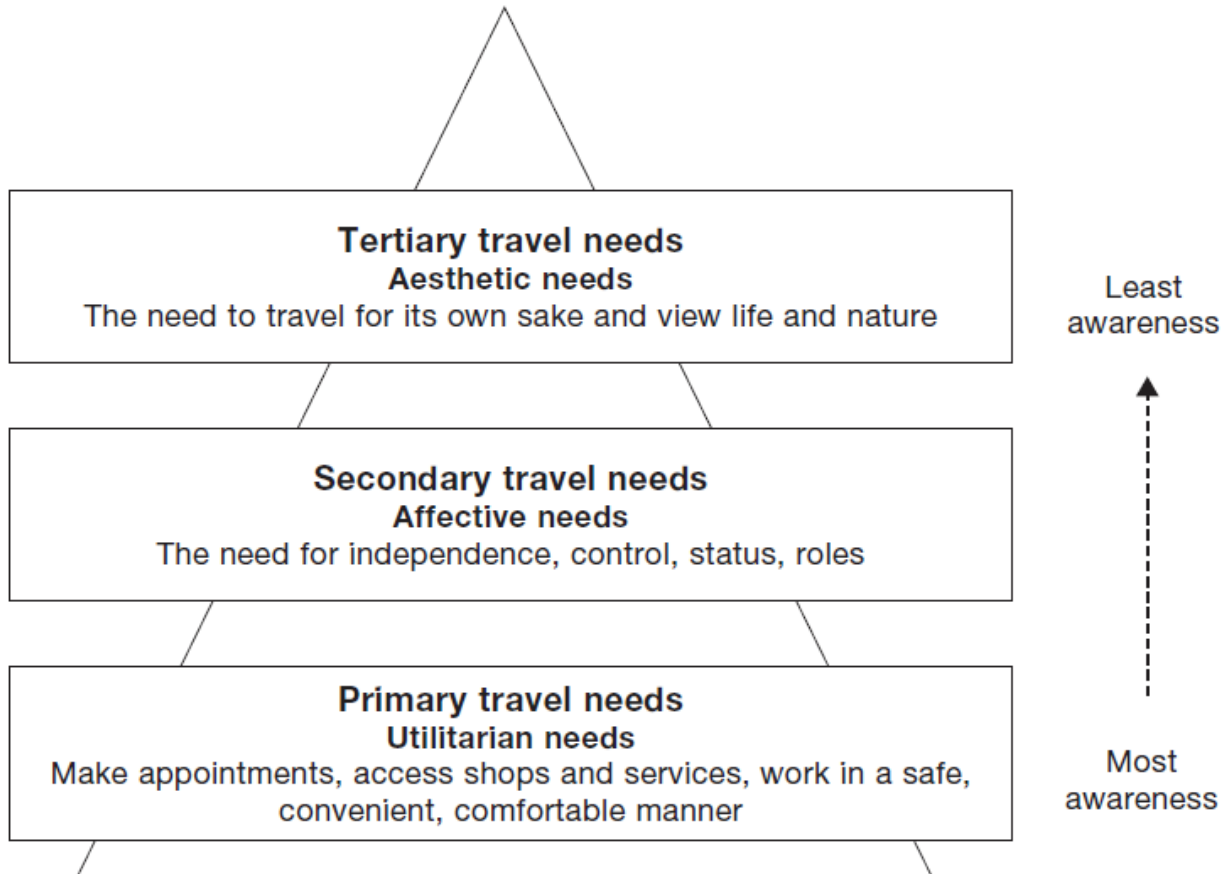 Tertiary travel needs
Aesthetic needs
The need to travel for its own sake and view life and nature
Least
awareness
Secondary travel needs
Affective needs
The need for independence, control, status, roles
Primary travel needs
Utilitarian needs
Make appointments, access shops and services, work in a safe,
convenient, comfortable manner
Most
awareness